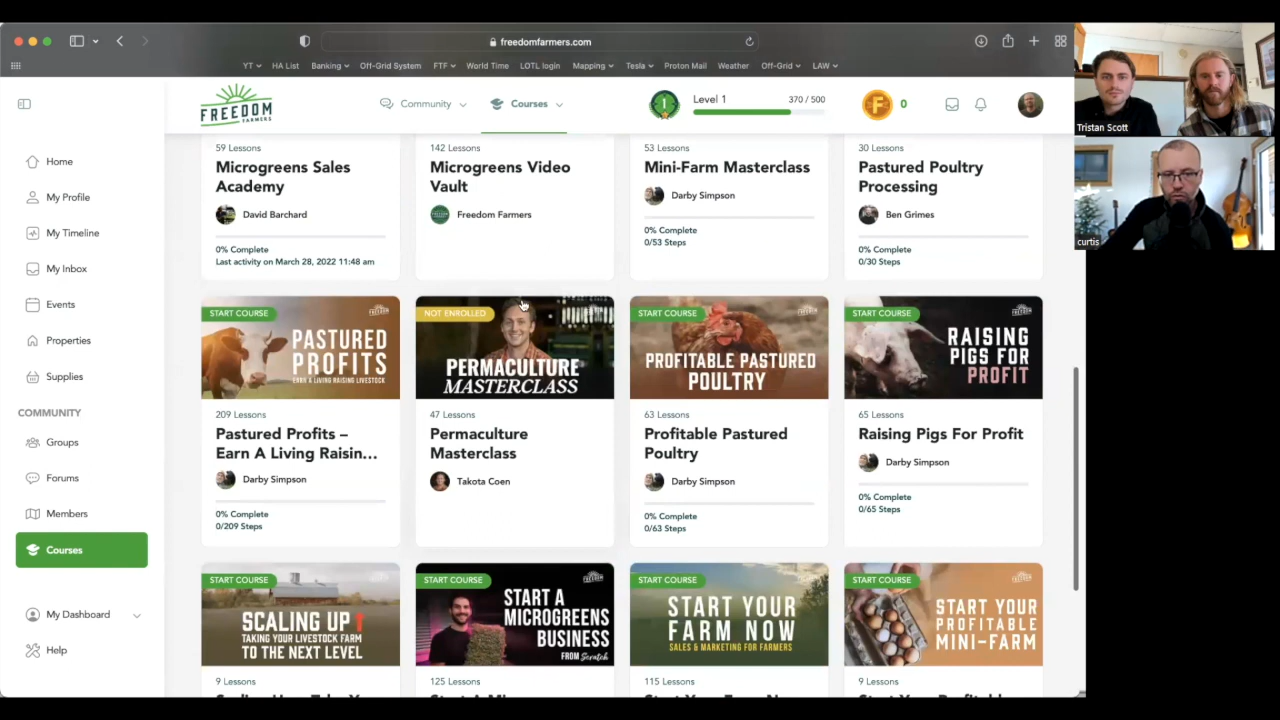 freedomfarmers.com
YT
HA List
Banking
Off-Grid System
FTF
World Time
LOTL login
Mapping
Tesla
Proton Mail
Weather
Off-Grid
LAW
FREEDOM
FARMERS
Community
Courses
1
Level 1
370 / 500
F
0
Tristan Scott
curtis
Home
My Profile
My Timeline
My Inbox
Events
Properties
Supplies
COMMUNITY
Groups
Forums
Members
Courses
My Dashboard
Help
59 Lessons
Microgreens Sales
Academy
David Barchard
0% Complete
Last activity on March 28, 2022 11:48 am
142 Lessons
Microgreens Video
Vault
Freedom Farmers
53 Lessons
Mini-Farm Masterclass
Darby Simpson
0% Complete
0/53 Steps
30 Lessons
Pastured Poultry
Processing
Ben Grimes
0% Complete
0/30 Steps
START COURSE
PASTURED
PROFITS
EARN A LIVING RAISING LIVESTOCK
209 Lessons
Pastured Profits –
Earn A Living Raisin...
Darby Simpson
0% Complete
0/209 Steps
NOT ENROLLED
PERMACULTURE
MASTERCLASS
47 Lessons
Permaculture
Masterclass
Takota Coen
START COURSE
PROFITABLE PASTURED
POULTRY
63 Lessons
Profitable Pastured
Poultry
Darby Simpson
0% Complete
0/63 Steps
START COURSE
RAISING
PIGS FOR
PROFIT
65 Lessons
Raising Pigs For Profit
Darby Simpson
0% Complete
0/65 Steps
START COURSE
SCALING UP
TAKING YOUR LIVESTOCK FARM
TO THE NEXT LEVEL
9 Lessons
START COURSE
START A
MICROGREENS
BUSINESS
FROM Scratch
125 Lessons
START COURSE
START YOUR
FARM NOW
SALES & MARKETING FOR FARMERS
115 Lessons
START COURSE
START YOUR
PROFITABLE
MINI-FARM
9 Lessons